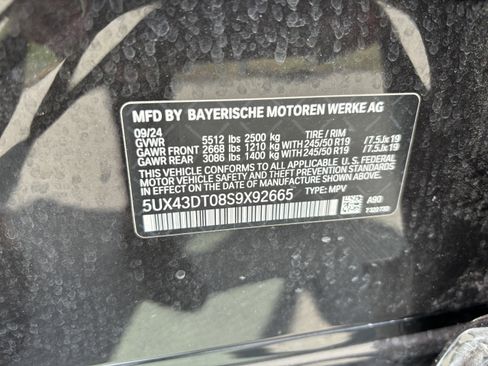 MFD BY BAYERISCHE MOTOREN WERKE AG
09/24 TIRE / RIM
GVWR 5512 lbs 2500 kg
GAWR FRONT 2668 lbs 1210 kg WITH 245/50 R19 /7.5Jx19
GAWR REAR 3086 lbs 1400 kg WITH 245/50 R19 /7.5Jx19
THIS VEHICLE CONFORMS TO ALL APPLICABLE U.S. FEDERAL
MOTOR VEHICLE SAFETY, BUMPER, AND THEFT PREVENTION STANDARDS
IN EFFECT ON THE DATE OF MANUFACTURE SHOWN ABOVE.
5UX43DT08S9X92665 TYPE: MPV A90